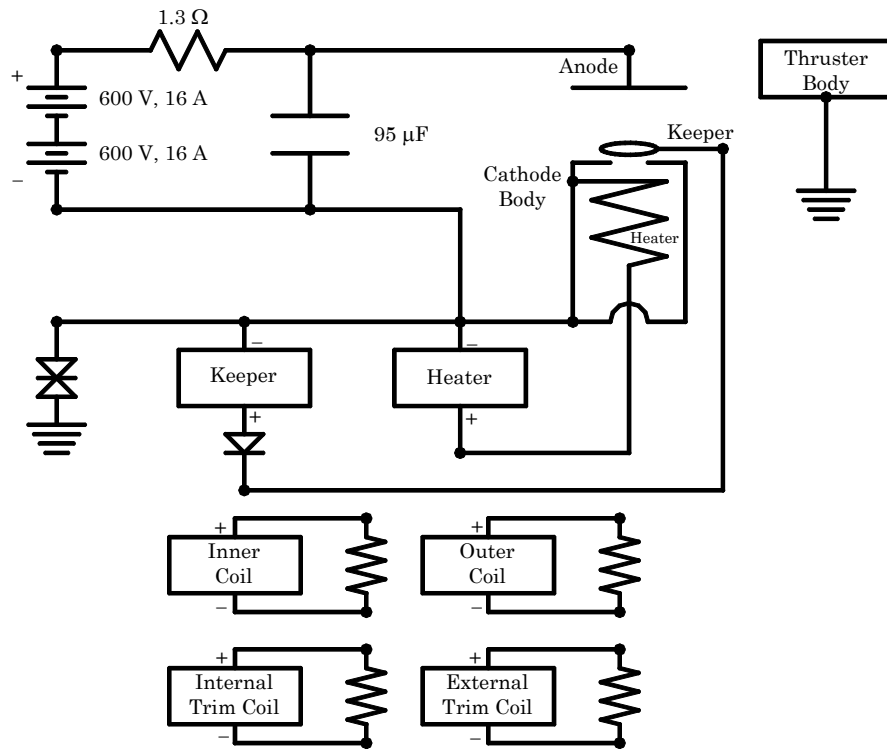 1.3 Ω
+
600 V, 16 A
600 V, 16 A
−
95 μF
Anode
Thruster
Body
Keeper
Cathode
Body
Heater
−
Keeper
+
−
Heater
+
+
Inner
Coil
−
+
Outer
Coil
−
+
Internal
Trim Coil
−
+
External
Trim Coil
−